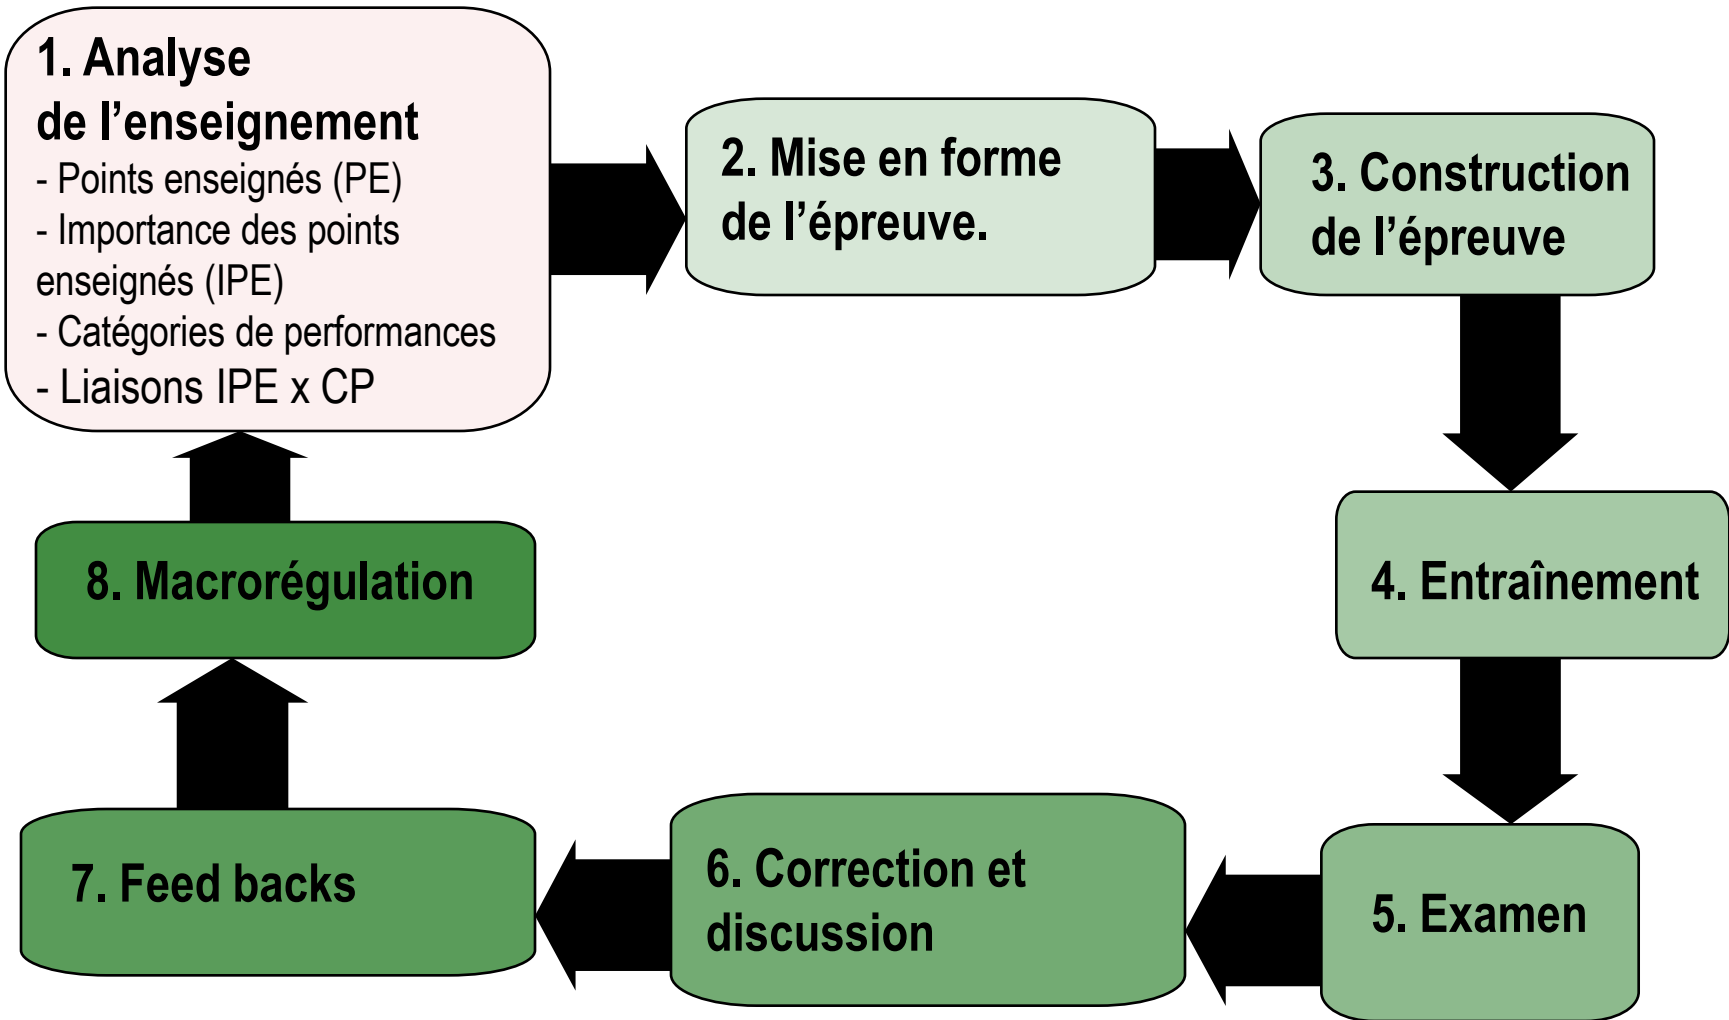 1. Analyse
de l’enseignement
- Points enseignés (PE)
- Importance des points
enseignés (IPE)
- Catégories de performances
- Liaisons IPE x CP
2. Mise en forme
de l’épreuve.
3. Construction
de l’épreuve
4. Entraînement
5. Examen
6. Correction et
discussion
7. Feed backs
8. Macrorégulation